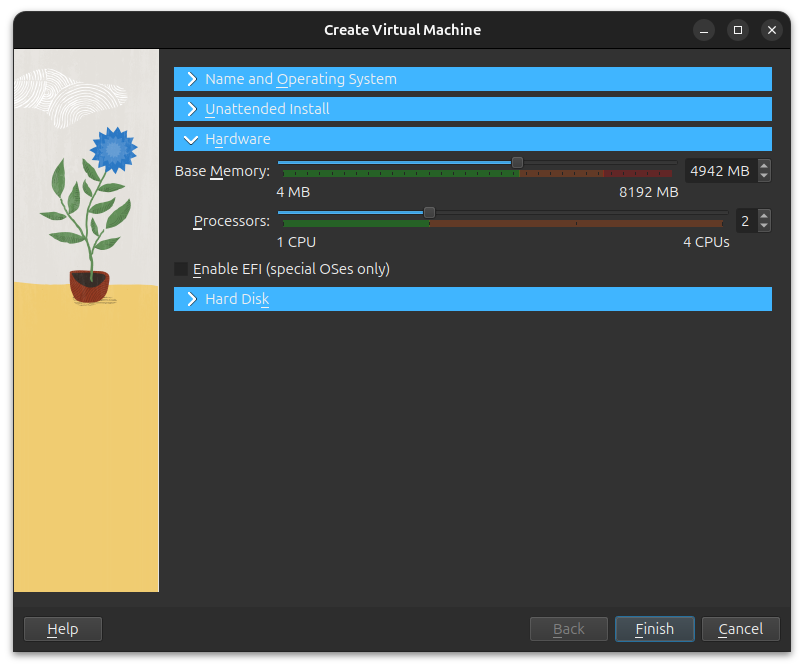 Create Virtual Machine
Name and Operating System
Unattended Install
Hardware
Base Memory: 4942 MB
4 MB 8192 MB
Processors: 2
1 CPU 4 CPUs
Enable EFI (special OSes only)
Hard Disk
Help Back Finish Cancel